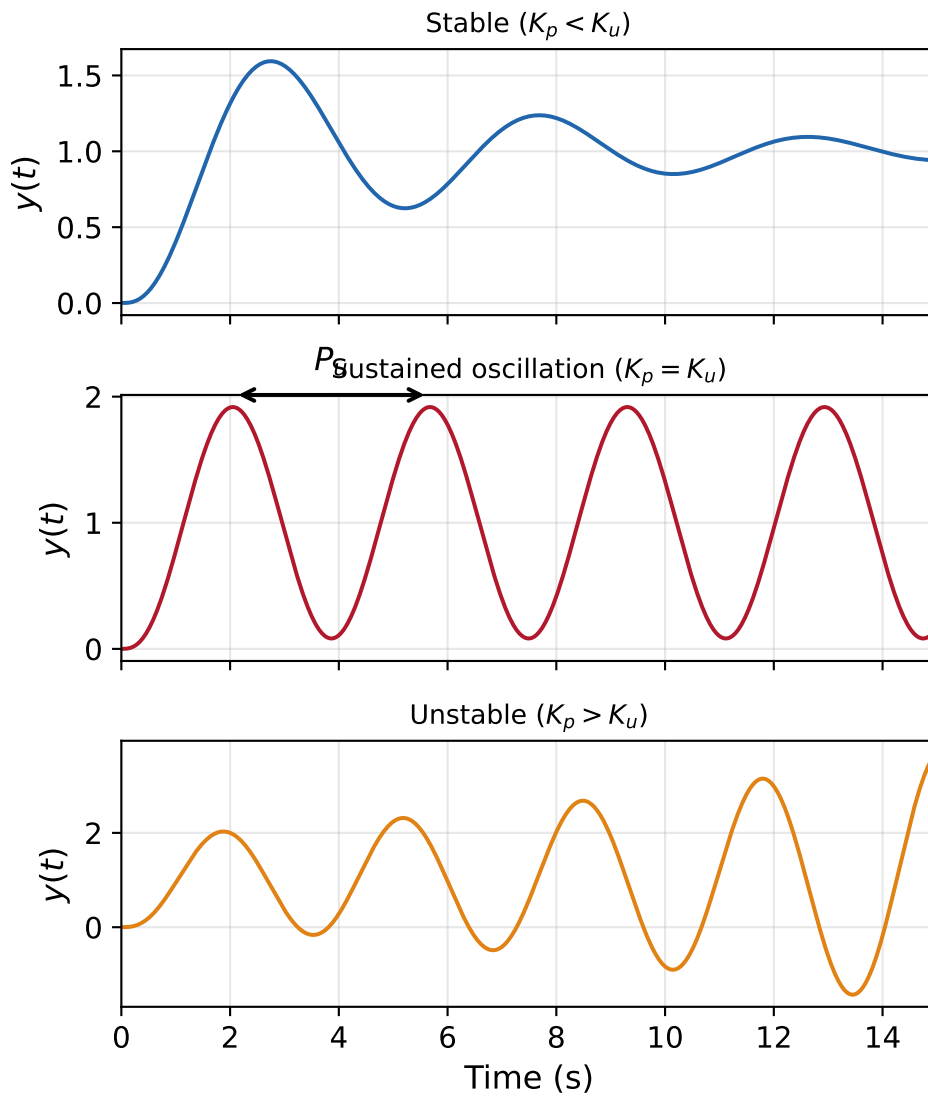 Stable (K_p < K_u)
1.5
1.0
0.5
0.0
y(t)
P_u
Sustained oscillation (K_p = K_u)
2
1
0
y(t)
Unstable (K_p > K_u)
2
0
y(t)
0 2 4 6 8 10 12 14
Time (s)